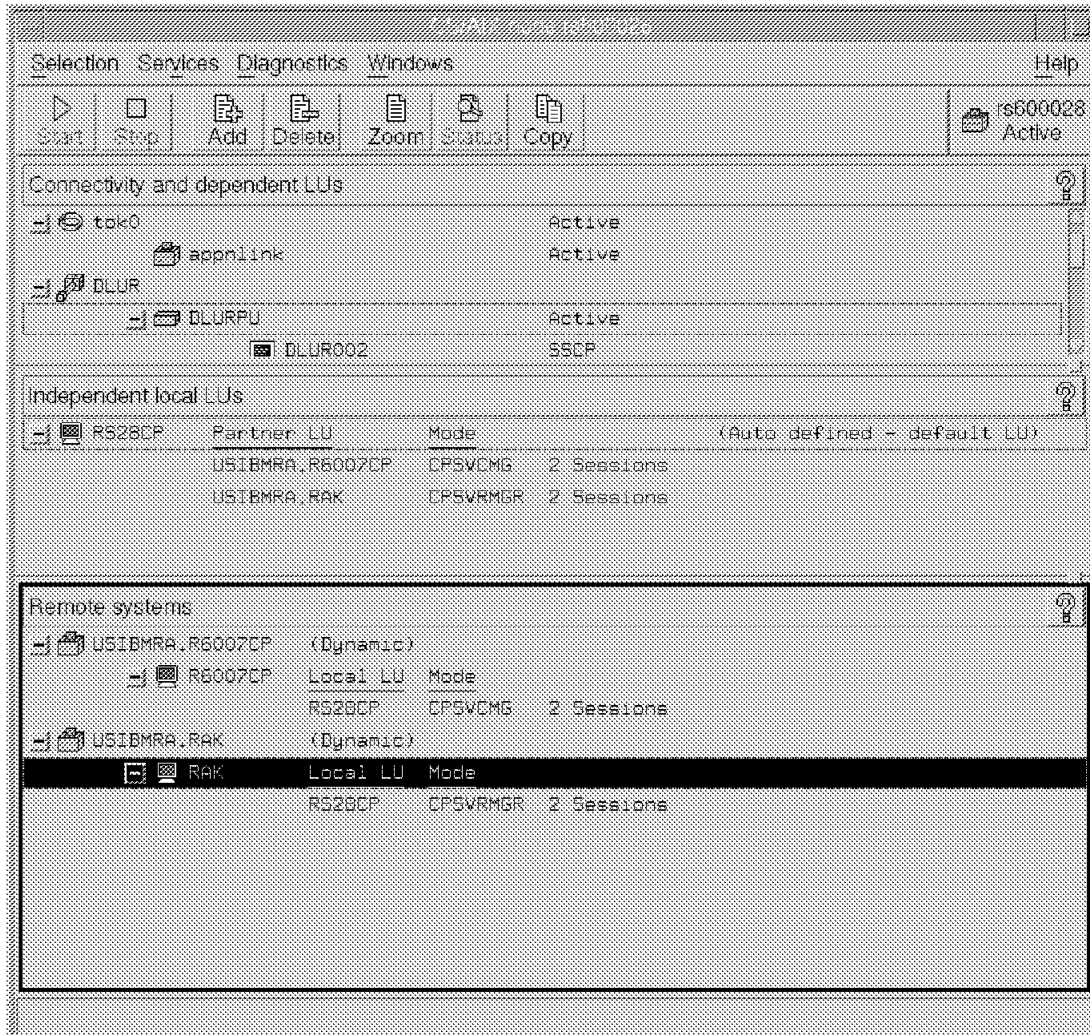 Selection Services Diagnostics Windows Help
Start Stop Add Delete Zoom Status Copy
rs600028
Active
Connectivity and dependent LUs
tok0 Active
appnlink Active
DLUR
DLURPU Active
DLUR002 SSCP
Independent local LUs
RS28CP Partner LU Mode (Auto defined - default LU)
USIBMRA.R6007CP CPSVCMG 2 Sessions
USIBMRA.RAK CPSVRMGR 2 Sessions
Remote systems
USIBMRA.R6007CP (Dynamic)
R6007CP Local LU Mode
RS28CP CPSVCMG 2 Sessions
USIBMRA.RAK (Dynamic)
RAK Local LU Mode
RS28CP CPSVRMGR 2 Sessions